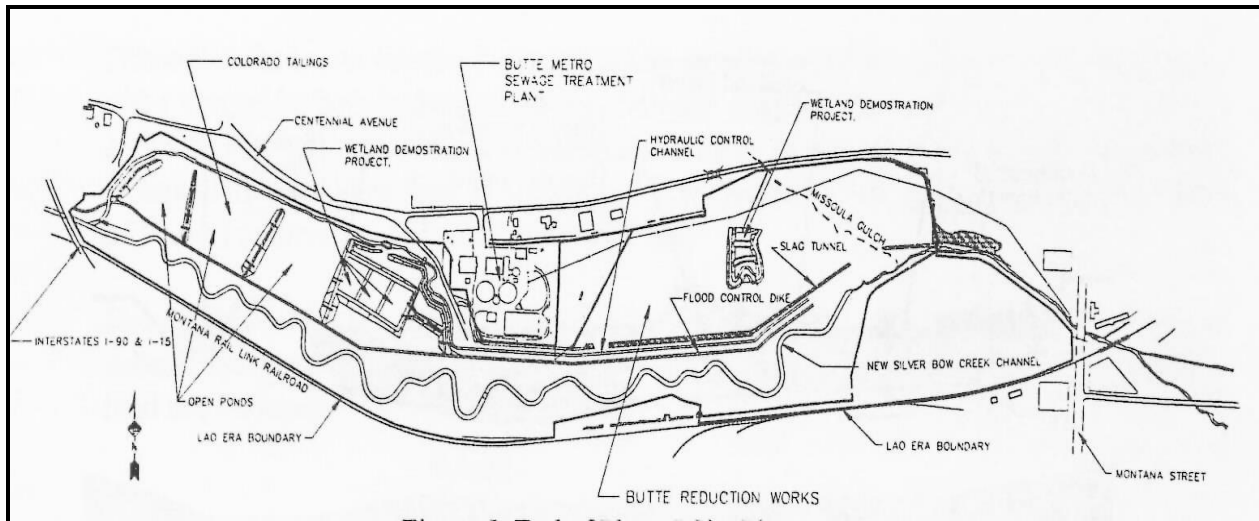 COLORADO TAILINGS
BUTTE METRO
SEWAGE TREATMENT
PLANT
WETLAND DEMOSTRATION
PROJECT.
CENTENNIAL AVENUE
HYDRAULIC CONTROL
CHANNEL
WETLAND DEMOSTRATION
PROJECT.
MISSOULA GULCH
SLAG TUNNEL
FLOOD CONTROL DIKE
INTERSTATES I-90 & I-15
MONTANA RAIL LINK RAILROAD
NEW SILVER BOW CREEK CHANNEL
OPEN PONDS
LAO ERA BOUNDARY
LAO ERA BOUNDARY
MONTANA STREET
BUTTE REDUCTION WORKS